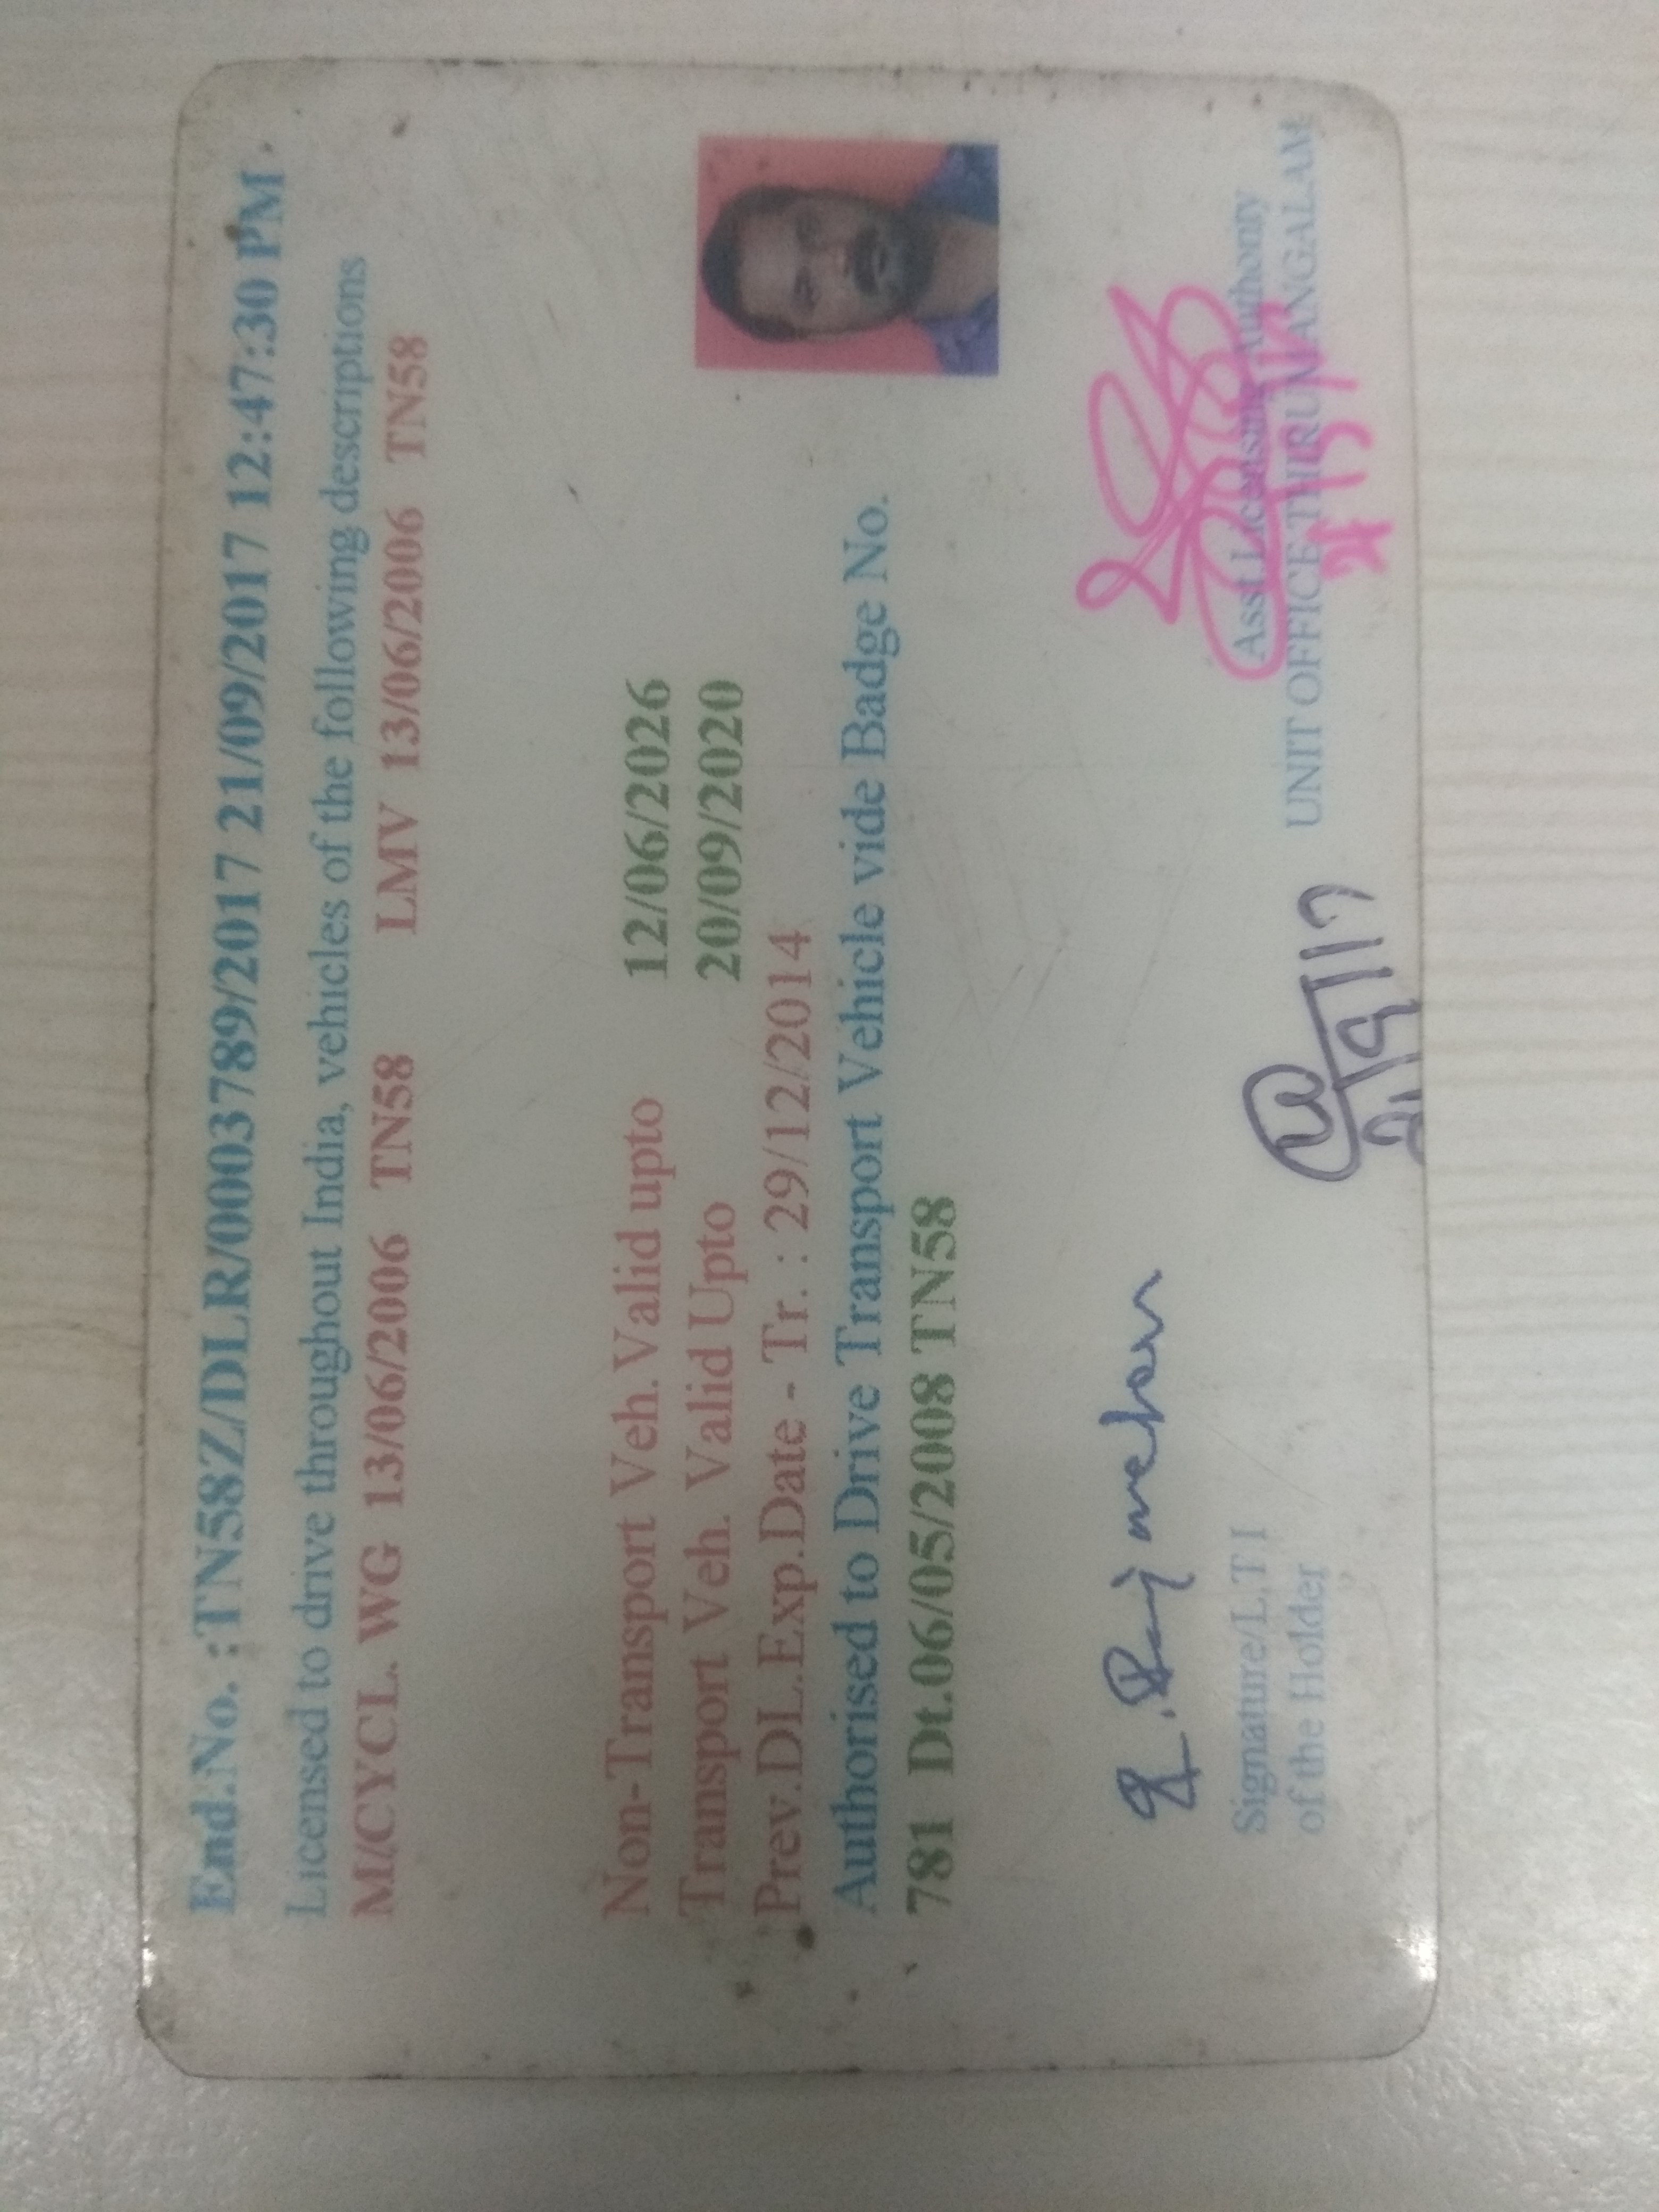 End.No. :TN58Z/DLR/0003789/2017 21/09/2017 12:47:30 PM
Licensed to drive throughout India, vehicles of the following descriptions
M/CYCL. WG 13/06/2006 TN58 LMV 13/06/2006 TN58
Non-Transport Veh. Valid upto 12/06/2026
Transport Veh. Valid Upto 20/09/2020
Prev.DL.Exp.Date - Tr. : 29/12/2014
Authorised to Drive Transport Vehicle vide Badge No.
781 Dt.06/05/2008 TN58
Rajmohan
Signature/L.T I
of the Holder
21/9/17
Asst Licensing Authority
UNIT OFFICE THIRUMANGALAM